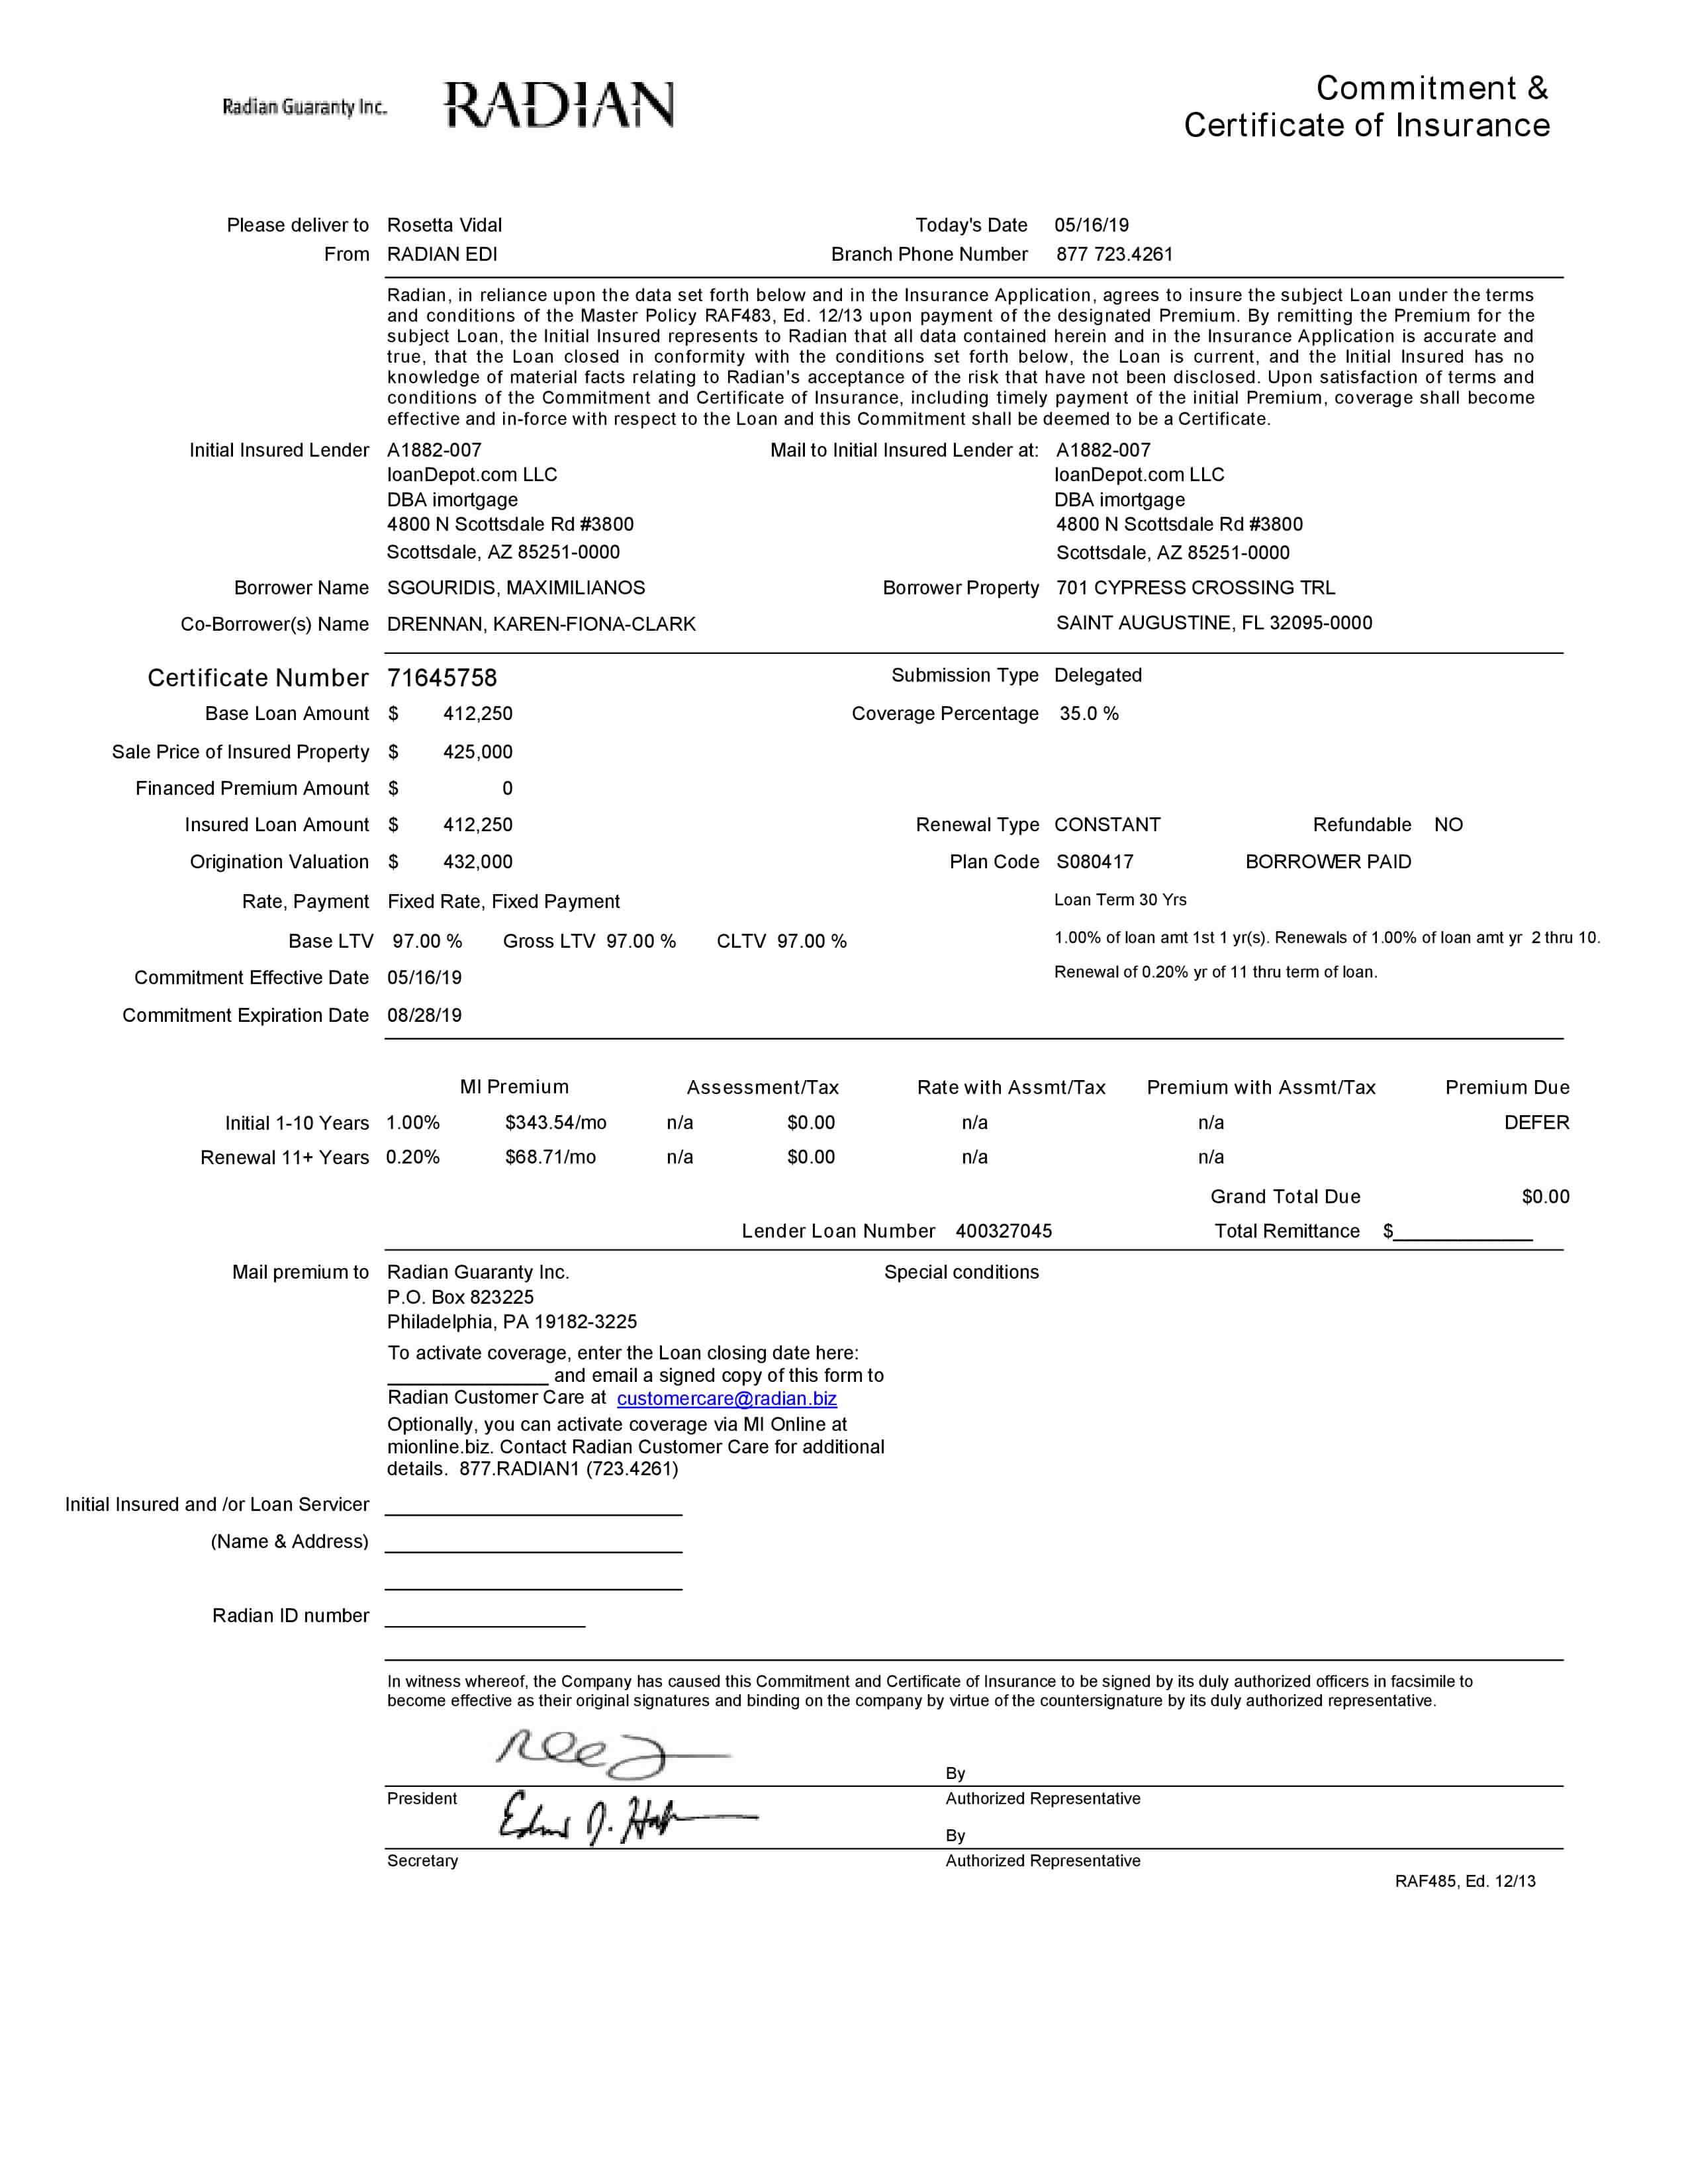 Radian Guaranty Inc. RADIAN
Commitment &
Certificate of Insurance
Please deliver to Rosetta Vidal Today's Date 05/16/19
From RADIAN EDI Branch Phone Number 877 723.4261
Radian, in reliance upon the data set forth below and in the Insurance Application, agrees to insure the subject Loan under the terms
and conditions of the Master Policy RAF483, Ed. 12/13 upon payment of the designated Premium. By remitting the Premium for the
subject Loan, the Initial Insured represents to Radian that all data contained herein and in the Insurance Application is accurate and
true, that the Loan closed in conformity with the conditions set forth below, the Loan is current, and the Initial Insured has no
knowledge of material facts relating to Radian's acceptance of the risk that have not been disclosed. Upon satisfaction of terms and
conditions of the Commitment and Certificate of Insurance, including timely payment of the initial Premium, coverage shall become
effective and in-force with respect to the Loan and this Commitment shall be deemed to be a Certificate.
Initial Insured Lender A1882-007 Mail to Initial Insured Lender at: A1882-007
loanDepot.com LLC loanDepot.com LLC
DBA imortgage DBA imortgage
4800 N Scottsdale Rd #3800 4800 N Scottsdale Rd #3800
Scottsdale, AZ 85251-0000 Scottsdale, AZ 85251-0000
Borrower Name SGOURIDIS, MAXIMILIANOS Borrower Property 701 CYPRESS CROSSING TRL
Co-Borrower(s) Name DRENNAN, KAREN-FIONA-CLARK SAINT AUGUSTINE, FL 32095-0000
Certificate Number 71645758 Submission Type Delegated
Base Loan Amount $ 412,250 Coverage Percentage 35.0 %
Sale Price of Insured Property $ 425,000
Financed Premium Amount $ 0
Insured Loan Amount $ 412,250 Renewal Type CONSTANT Refundable NO
Origination Valuation $ 432,000 Plan Code S080417 BORROWER PAID
Rate, Payment Fixed Rate, Fixed Payment Loan Term 30 Yrs
Base LTV 97.00 % Gross LTV 97.00 % CLTV 97.00 % 1.00% of loan amt 1st 1 yr(s). Renewals of 1.00% of loan amt yr 2 thru 10.
Commitment Effective Date 05/16/19 Renewal of 0.20% yr of 11 thru term of loan.
Commitment Expiration Date 08/28/19
MI Premium Assessment/Tax Rate with Assmt/Tax Premium with Assmt/Tax Premium Due
Initial 1-10 Years 1.00% $343.54/mo n/a $0.00 n/a n/a DEFER
Renewal 11+ Years 0.20% $68.71/mo n/a $0.00 n/a n/a
Grand Total Due $0.00
Lender Loan Number 400327045 Total Remittance $
Mail premium to Radian Guaranty Inc. Special conditions
P.O. Box 823225
Philadelphia, PA 19182-3225
To activate coverage, enter the Loan closing date here:
and email a signed copy of this form to
Radian Customer Care at customercare@radian.biz
Optionally, you can activate coverage via MI Online at
mionline.biz. Contact Radian Customer Care for additional
details. 877.RADIAN1 (723.4261)
Initial Insured and /or Loan Servicer
(Name & Address)
Radian ID number
In witness whereof, the Company has caused this Commitment and Certificate of Insurance to be signed by its duly authorized officers in facsimile to
become effective as their original signatures and binding on the company by virtue of the countersignature by its duly authorized representative.
By
President Authorized Representative
By
Secretary Authorized Representative
RAF485, Ed. 12/13